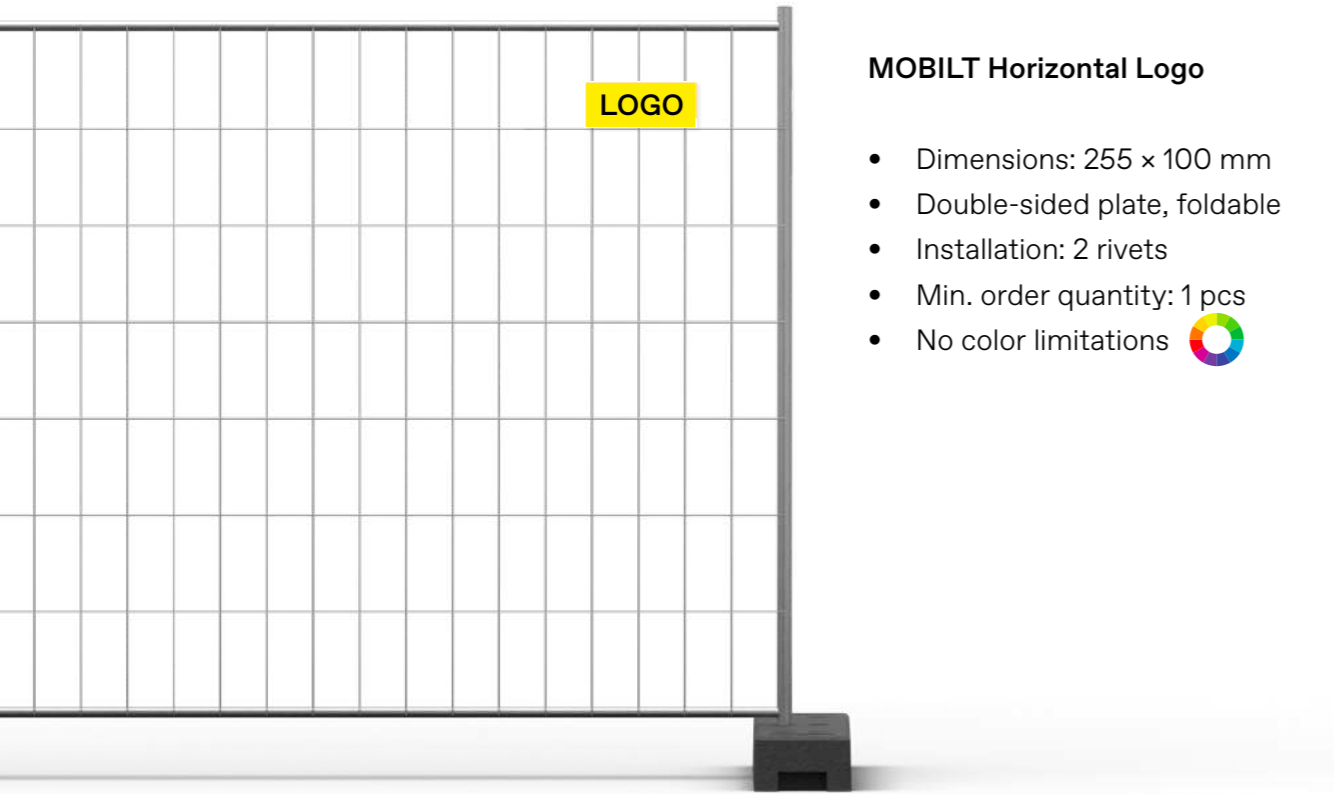 LOGO
MOBILT Horizontal Logo
• Dimensions: 255 × 100 mm
• Double-sided plate, foldable
• Installation: 2 rivets
• Min. order quantity: 1 pcs
• No color limitations